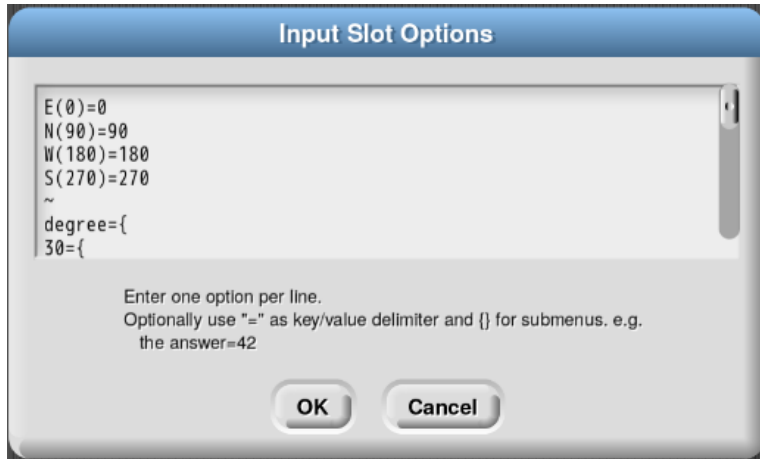 Input Slot Options
E(0)=0
N(90)=90
W(180)=180
S(270)=270
~
degree={
30={
Enter one option per line.
Optionally use "=" as key/value delimiter and {} for submenus. e.g.
the answer=42
OK
Cancel